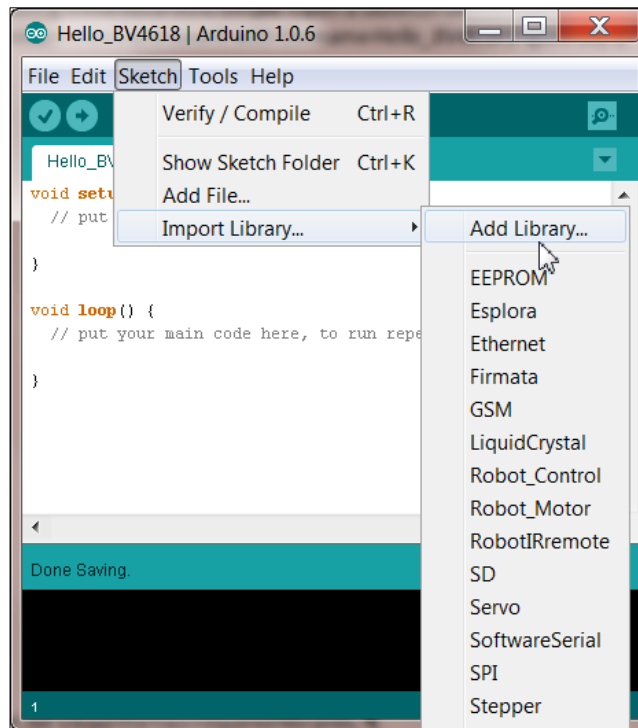 Hello_BV4618 | Arduino 1.0.6
File Edit Sketch Tools Help
Verify / Compile Ctrl+R
Show Sketch Folder Ctrl+K
Add File...
Import Library...
Add Library...
EEPROM
Esplora
Ethernet
Firmata
GSM
LiquidCrystal
Robot_Control
Robot_Motor
RobotIRremote
SD
Servo
SoftwareSerial
SPI
Stepper
Hello_BV
void setu
// put
}
void loop() {
// put your main code here, to run repe
}
Done Saving.
1